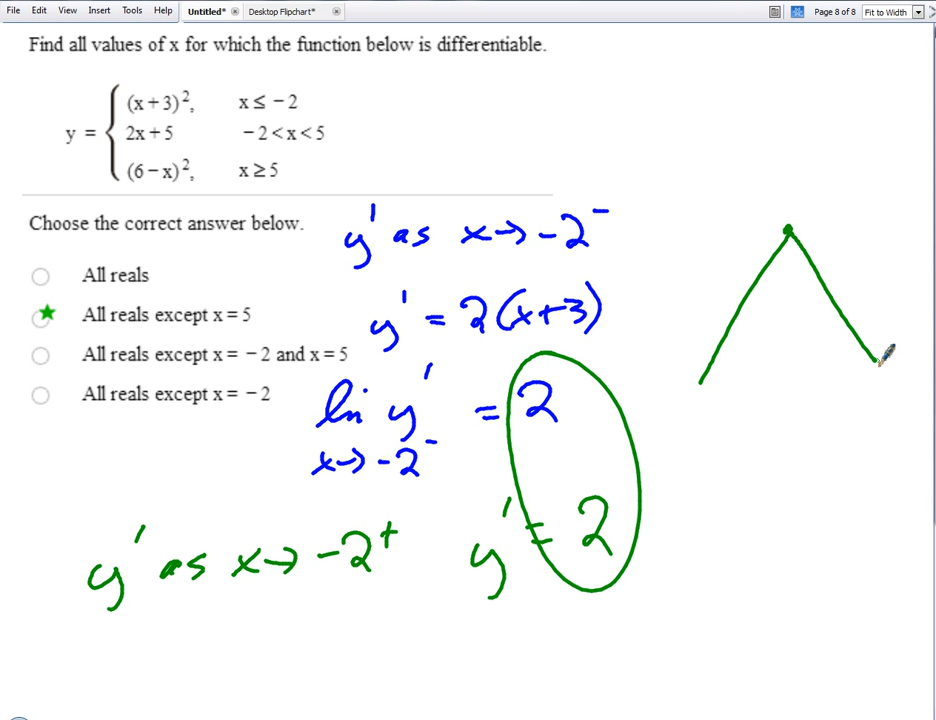 File Edit View Insert Tools Help Untitled* Desktop Flipchart* Page 8 of 8 Fit to Width
Find all values of x for which the function below is differentiable.
(x+3)², x ≤ −2
y = { 2x+5 −2<x<5
(6−x)², x ≥ 5
Choose the correct answer below.
All reals
All reals except x = 5
All reals except x = −2 and x = 5
All reals except x = −2
y' as x → −2⁻
y' = 2(x+3)
lim y' = 2
x → −2⁻
y' as x → −2⁺ y' = 2